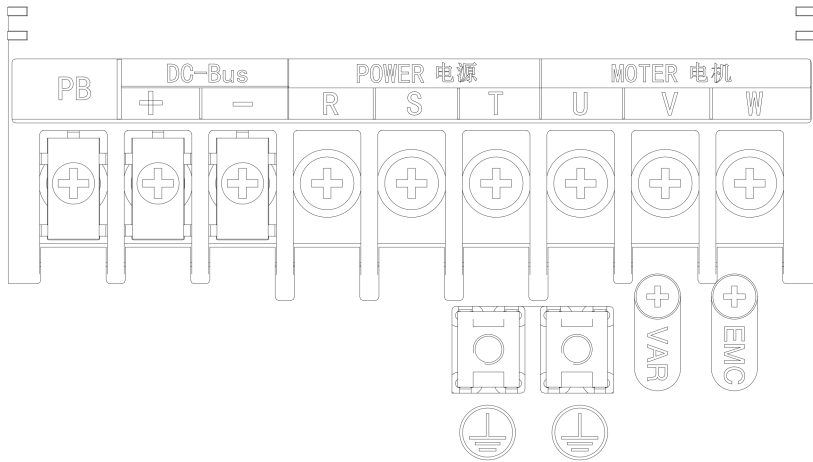 PB DC-Bus POWER 电源 MOTER 电机
+ - R S T U V W
VAR EMC